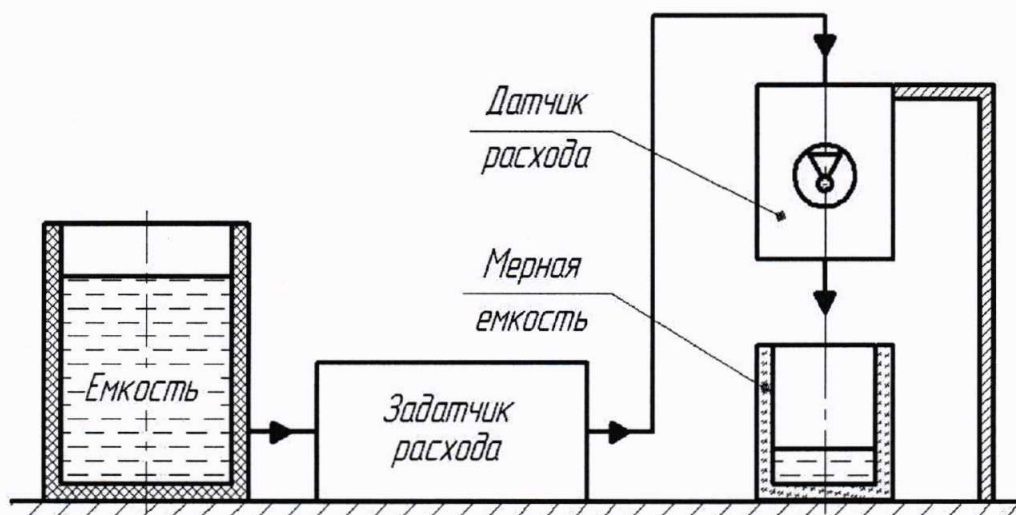 Датчик
расхода
Мерная
емкость
Емкость
Задатчик
расхода